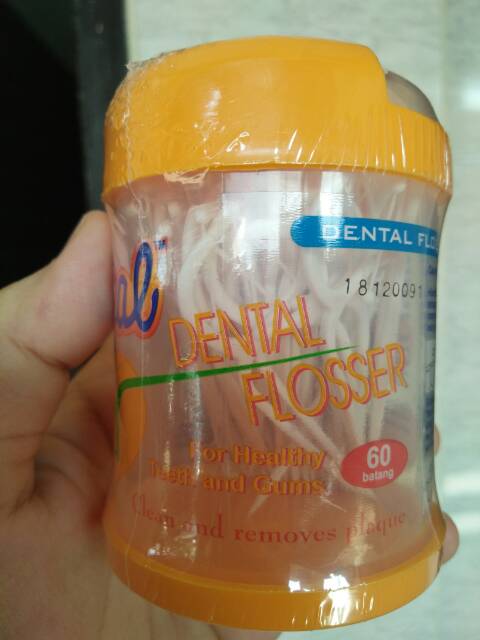 al
DENTAL FLO
18120091
DENTAL
FLOSSER
For Healthy
Teeth and Gums
60
batang
Clean and removes plaque